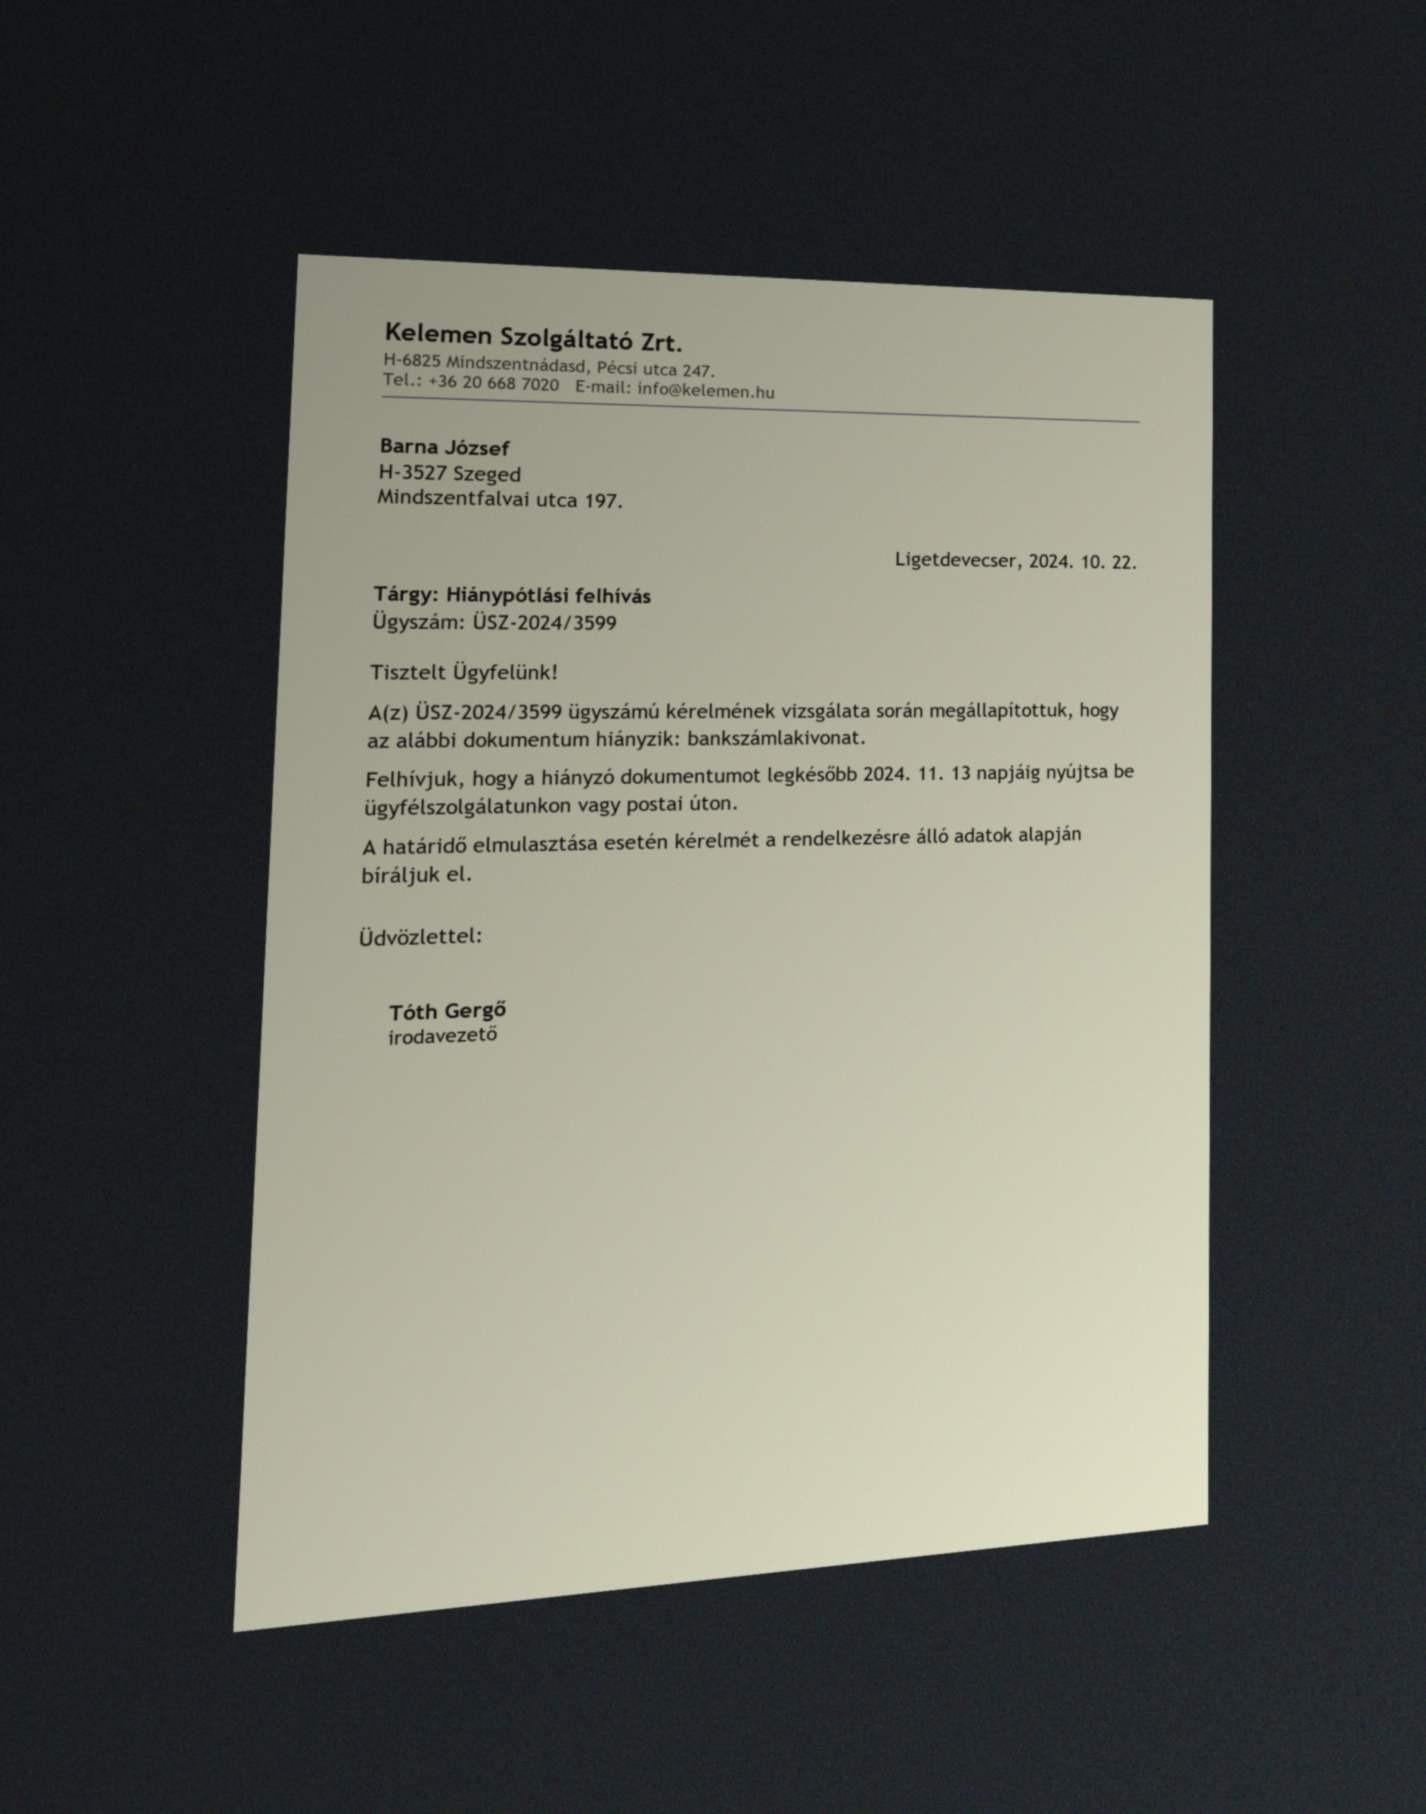 Kelemen Szolgáltató Zrt.
H-6825 Mindszentnádasd, Pécsi utca 247.
Tel.: +36 20 668 7020 E-mail: info@kelemen.hu
Barna József
H-3527 Szeged
Mindszentfalvai utca 197.
Ligetdevecser, 2024. 10. 22.
Tárgy: Hiánypótlási felhívás
Ügyszám: ÜSZ-2024/3599
Tisztelt Ügyfelünk!
A(z) ÜSZ-2024/3599 ügyszámú kérelmének vizsgálata során megállapítottuk, hogy
az alábbi dokumentum hiányzik: bankszámlakivonat.
Felhívjuk, hogy a hiányzó dokumentumot legkésőbb 2024. 11. 13 napjáig nyújtsa be
ügyfélszolgálatunkon vagy postai úton.
A határidő elmulasztása esetén kérelmét a rendelkezésre álló adatok alapján
bíráljuk el.
Üdvözlettel:
Tóth Gergő
irodavezető